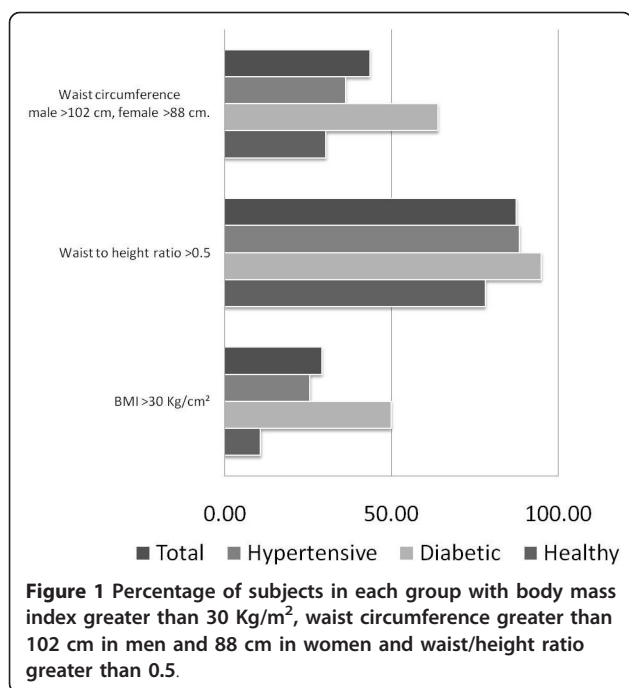 Waist circumference
male >102 cm, female >88 cm.
Waist to height ratio >0.5
BMI >30 Kg/cm²
0.00 50.00 100.00
Total Hypertensive Diabetic Healthy
Figure 1 Percentage of subjects in each group with body mass
index greater than 30 Kg/m², waist circumference greater than
102 cm in men and 88 cm in women and waist/height ratio
greater than 0.5.